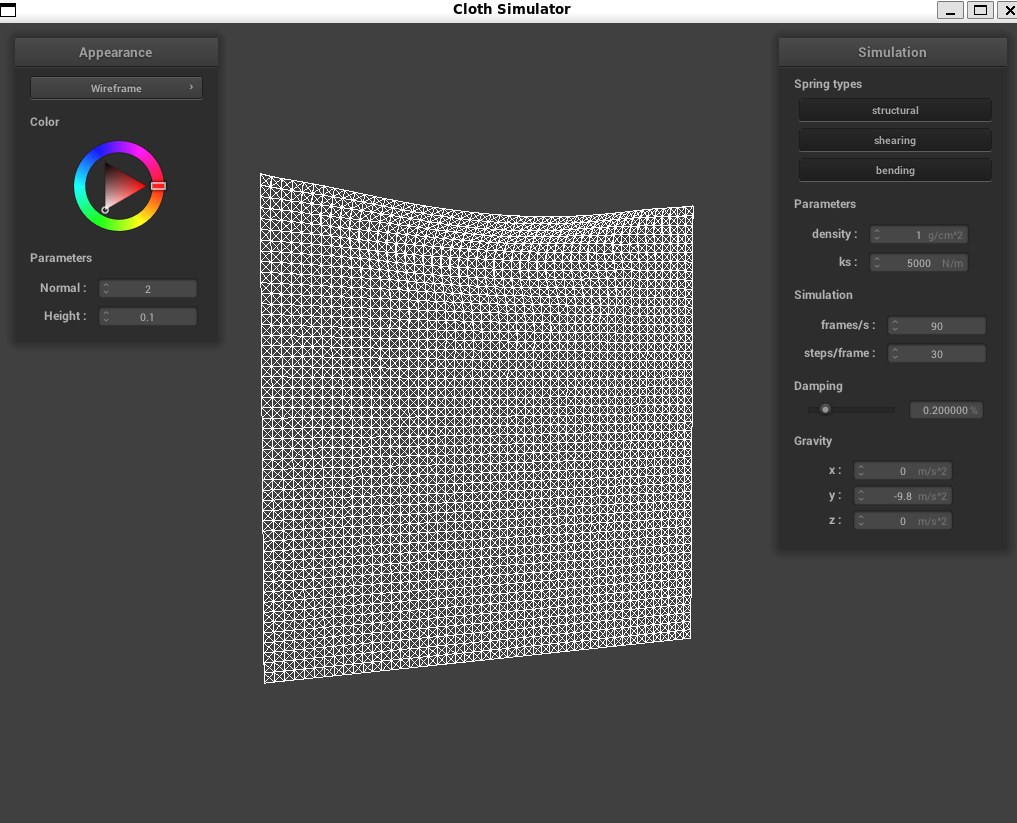 Cloth Simulator
Appearance
Wireframe
Color
Parameters
Normal : 2
Height : 0.1
Simulation
Spring types
structural
shearing
bending
Parameters
density : 1 g/cm^2
ks : 5000 N/m
Simulation
frames/s : 90
steps/frame : 30
Damping
0.200000 %
Gravity
x : 0 m/s^2
y : -9.8 m/s^2
z : 0 m/s^2